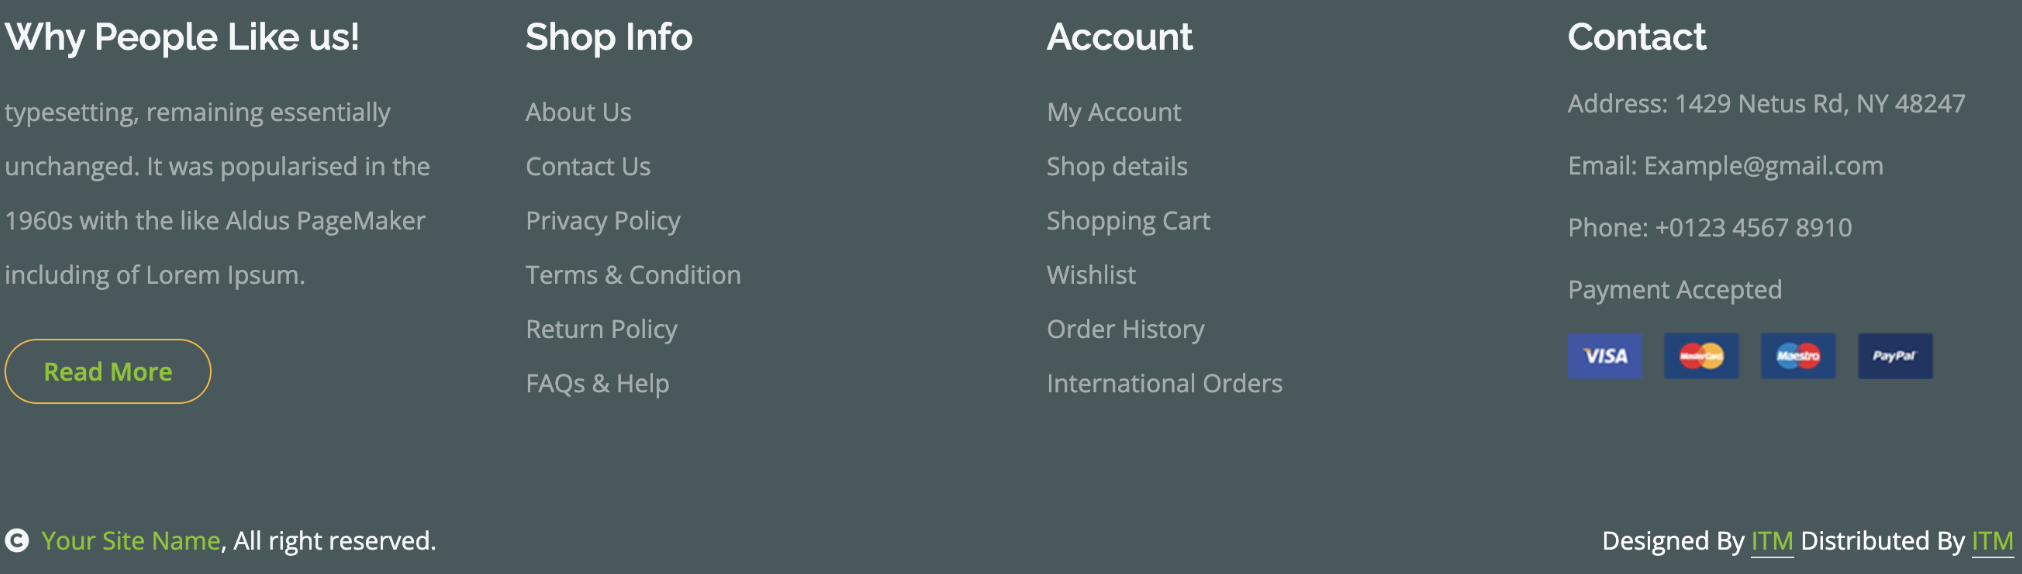 Why People Like us!
typesetting, remaining essentially
unchanged. It was popularised in the
1960s with the like Aldus PageMaker
including of Lorem Ipsum.
Read More
Shop Info
About Us
Contact Us
Privacy Policy
Terms & Condition
Return Policy
FAQs & Help
Account
My Account
Shop details
Shopping Cart
Wishlist
Order History
International Orders
Contact
Address: 1429 Netus Rd, NY 48247
Email: Example@gmail.com
Phone: +0123 4567 8910
Payment Accepted
VISA MasterCard Maestro PayPal
© Your Site Name, All right reserved.
Designed By ITM Distributed By ITM